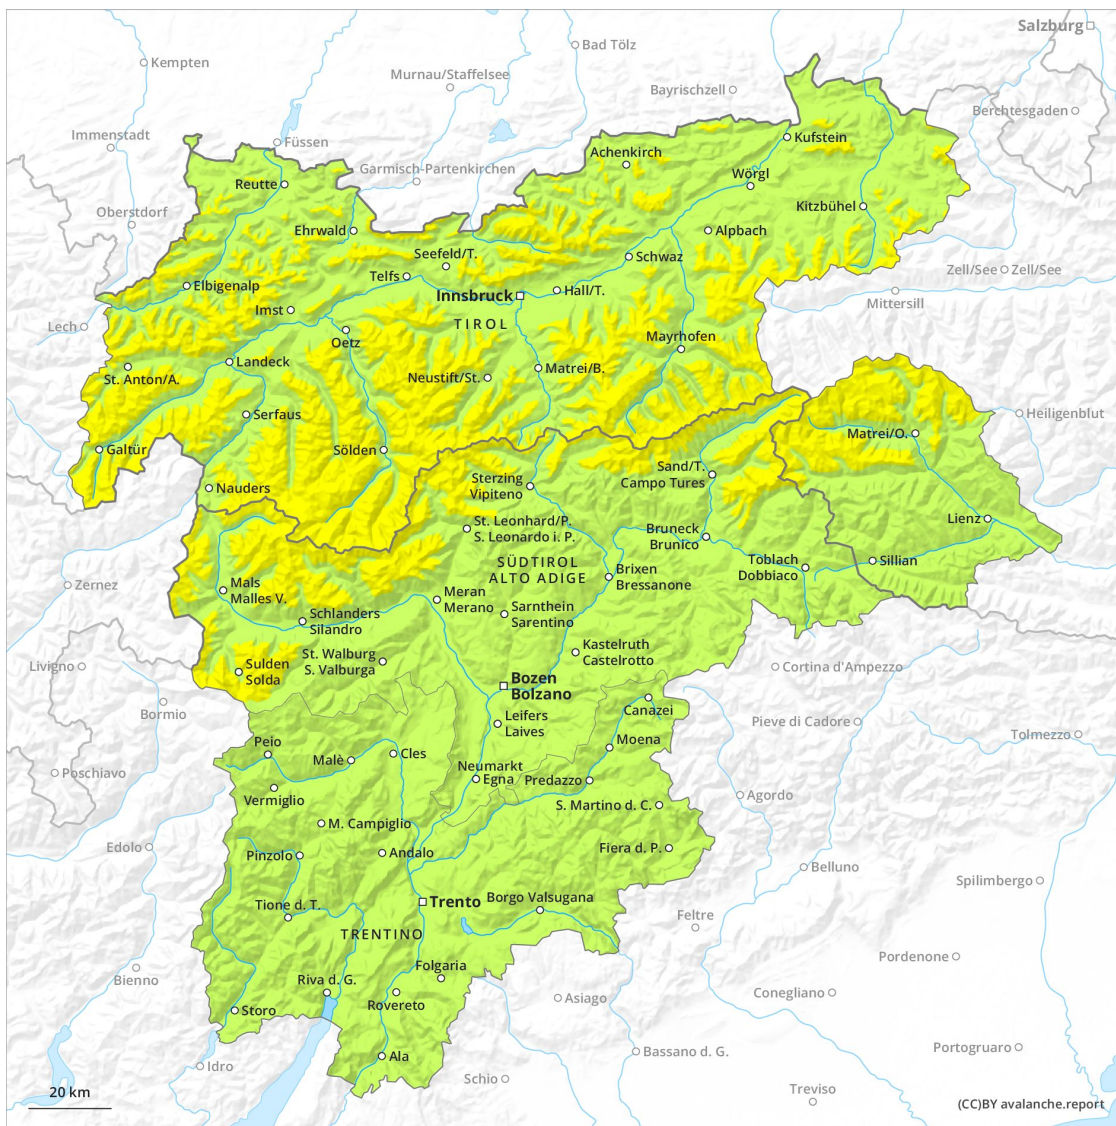 Salzburg
Bad Tölz
Kempten
Murnau/Staffelsee
Bayrischzell
Berchtesgaden
Immenstadt
Füssen
Kufstein
Achenkirch
Garmisch-Partenkirchen
Wörgl
Reutte
Oberstdorf
Kitzbühel
Ehrwald
Alpbach
Seefeld/T.
Schwaz
Telfs
Zell/See
Zell/See
Elbigenalp
Hall/T.
Innsbruck
Mittersill
Imst
TIROL
Lech
Oetz
Mayrhofen
Landeck
Matrei/B.
St. Anton/A.
Neustift/St.
Serfaus
Heiligenblut
Matrei/O.
Galtür
Sölden
Sand/T.
Campo Tures
Sterzing
Vipiteno
Nauders
Lienz
St. Leonhard/P.
S. Leonardo i. P.
Bruneck
Brunico
SÜDTIROL
ALTO ADIGE
Toblach
Dobbiaco
Sillian
Brixen
Bressanone
Zernez
Mals
Malles V.
Meran
Merano
Sarnthein
Sarentino
Schlanders
Silandro
Kastelruth
Castelrotto
St. Walburg
S. Valburga
Livigno
Sulden
Solda
Cortina d'Ampezzo
Bozen
Bolzano
Bormio
Canazei
Leifers
Laives
Pieve di Cadore
Tolmezzo
Peio
Moena
Cles
Malè
Neumarkt
Egna
Predazzo
Poschiavo
Vermiglio
Agordo
S. Martino d. C.
M. Campiglio
Edolo
Pinzolo
Andalo
Fiera d. P.
Belluno
Spilimbergo
Tione d. T.
Trento
Borgo Valsugana
Feltre
TRENTINO
Pordenone
Folgaria
Bienno
Riva d. G.
Conegliano
Asiago
Storo
Rovereto
Portogruaro
Ala
Bassano d. G.
Idro
Schio
Treviso
20 km
(CC)BY avalanche.report